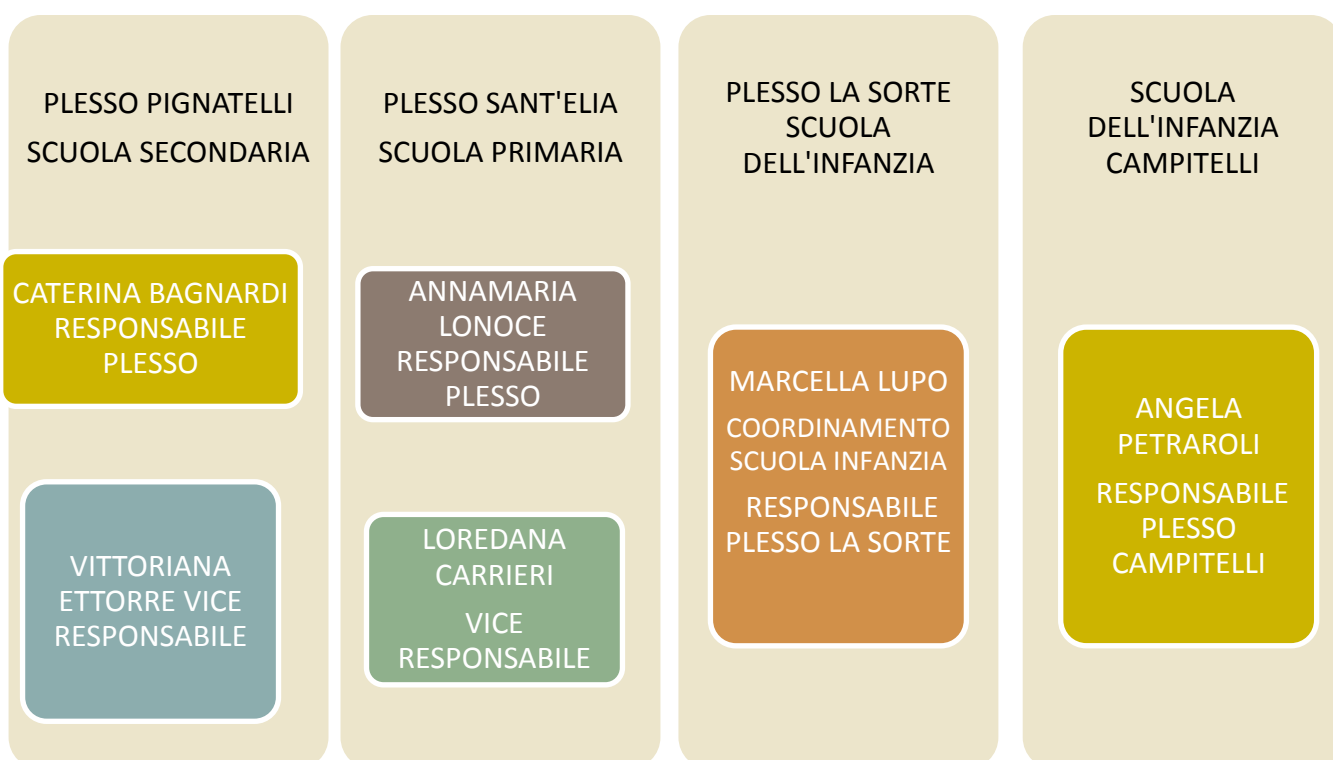 PLESSO PIGNATELLI
SCUOLA SECONDARIA
CATERINA BAGNARDI
RESPONSABILE
PLESSO
VITTORIANA
ETTORRE VICE
RESPONSABILE
PLESSO SANT'ELIA
SCUOLA PRIMARIA
ANNAMARIA
LONOCE
RESPONSABILE
PLESSO
LOREDANA
CARRIERI
VICE
RESPONSABILE
PLESSO LA SORTE
SCUOLA
DELL'INFANZIA
MARCELLA LUPO
COORDINAMENTO
SCUOLA INFANZIA
RESPONSABILE
PLESSO LA SORTE
SCUOLA
DELL'INFANZIA
CAMPITELLI
ANGELA
PETRAROLI
RESPONSABILE
PLESSO
CAMPITELLI